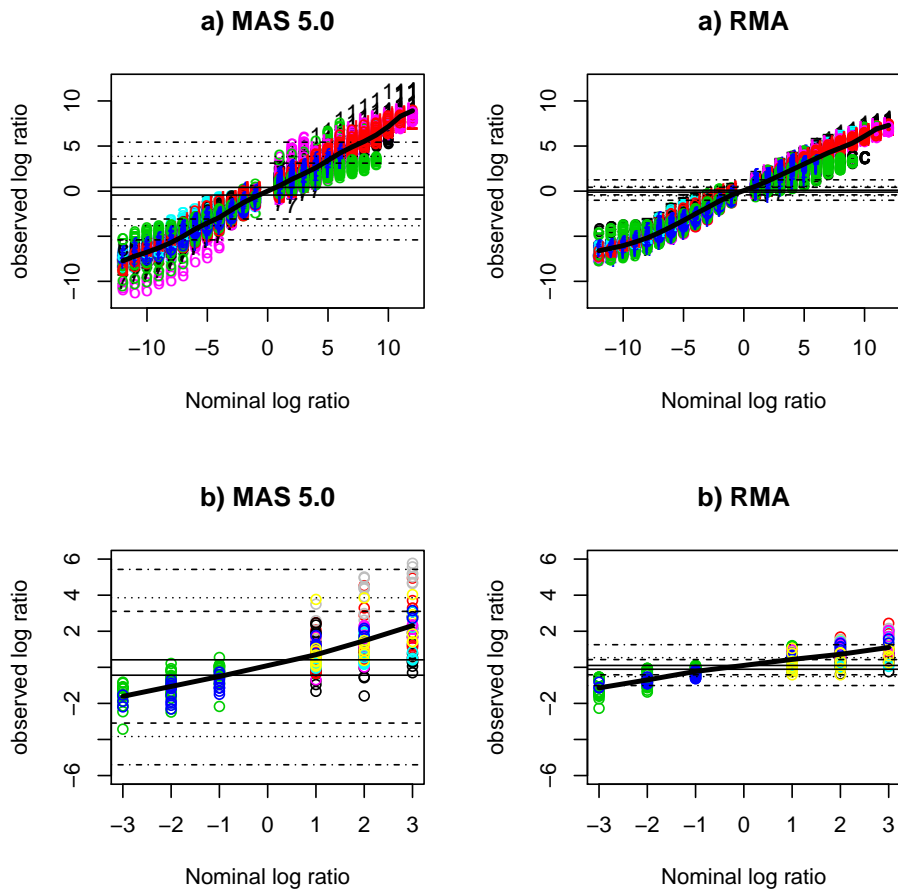 a) MAS 5.0
observed log ratio
10
5
0
−10
−10 −5 0 5 10
Nominal log ratio
a) RMA
observed log ratio
10
5
0
−10
−10 −5 0 5 10
Nominal log ratio
b) MAS 5.0
observed log ratio
6
4
2
−2
−6
−3 −2 −1 0 1 2 3
Nominal log ratio
b) RMA
observed log ratio
6
4
2
−2
−6
−3 −2 −1 0 1 2 3
Nominal log ratio